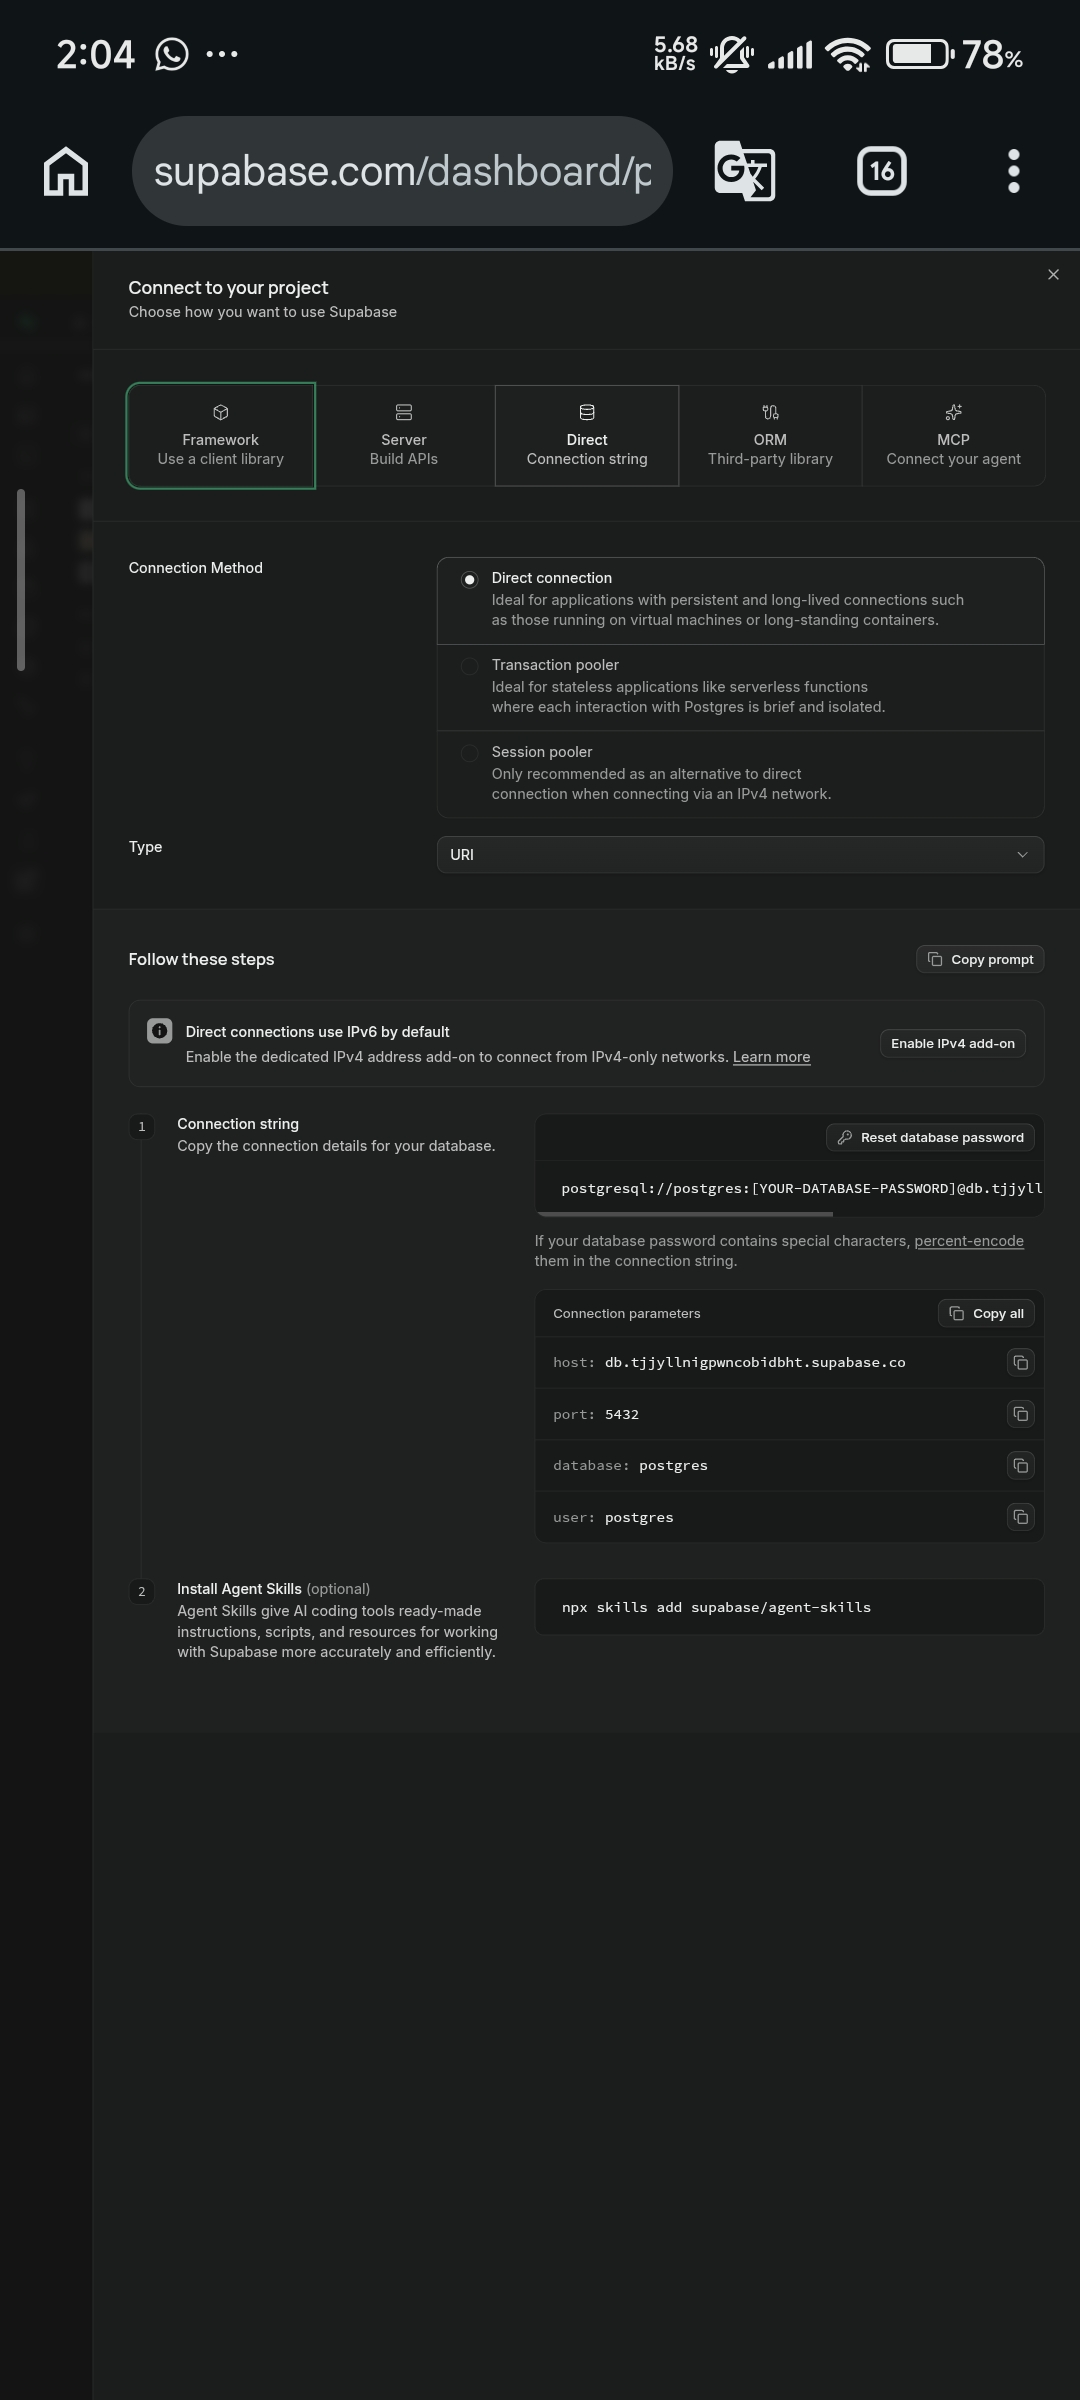 2:04
5.68
kB/s
78%
supabase.com/dashboard/p
16
Connect to your project
Choose how you want to use Supabase
Framework
Use a client library
Server
Build APIs
Direct
Connection string
ORM
Third-party library
MCP
Connect your agent
Connection Method
Direct connection
Ideal for applications with persistent and long-lived connections such
as those running on virtual machines or long-standing containers.
Transaction pooler
Ideal for stateless applications like serverless functions
where each interaction with Postgres is brief and isolated.
Session pooler
Only recommended as an alternative to direct
connection when connecting via an IPv4 network.
Type
URI
Follow these steps
Copy prompt
Direct connections use IPv6 by default
Enable the dedicated IPv4 address add-on to connect from IPv4-only networks. Learn more
Enable IPv4 add-on
1
Connection string
Copy the connection details for your database.
Reset database password
postgresql://postgres:[YOUR-DATABASE-PASSWORD]@db.tjjyll
If your database password contains special characters, percent-encode
them in the connection string.
Connection parameters
Copy all
host: db.tjjyllnigpwncobidbht.supabase.co
port: 5432
database: postgres
user: postgres
2
Install Agent Skills (optional)
Agent Skills give AI coding tools ready-made
instructions, scripts, and resources for working
with Supabase more accurately and efficiently.
npx skills add supabase/agent-skills